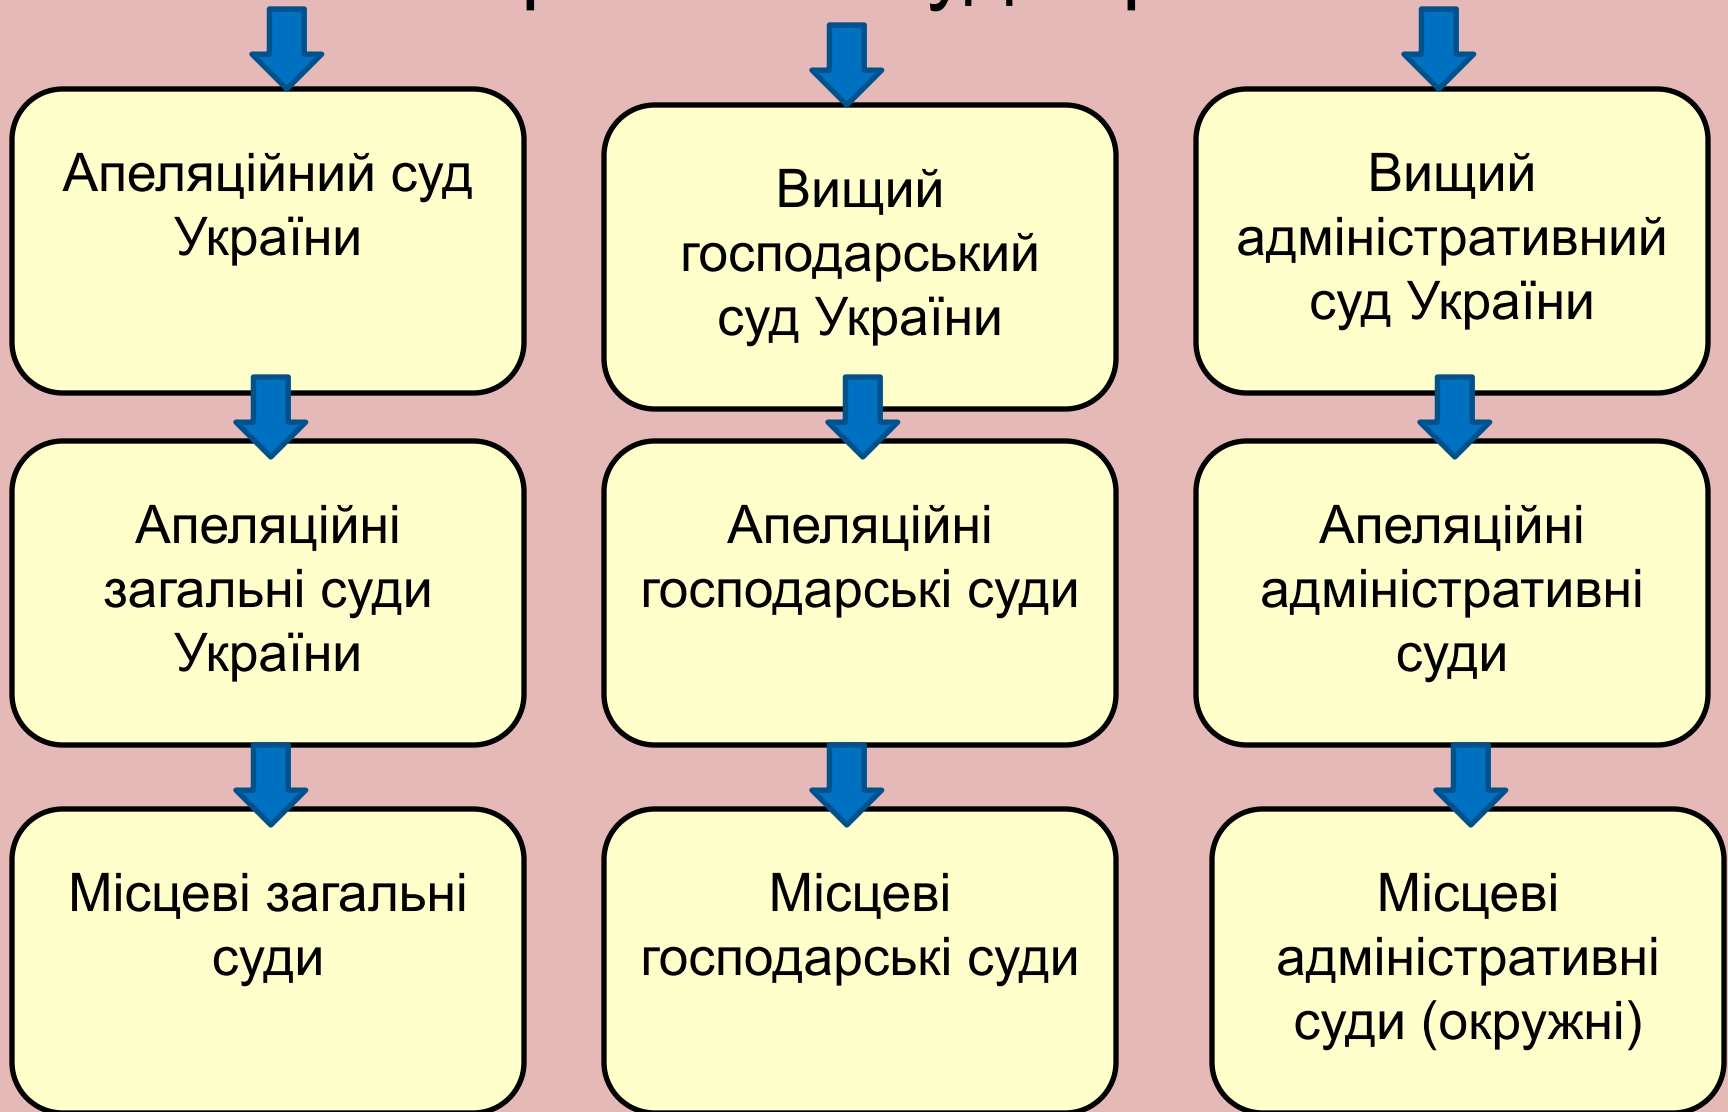 Апеляційний суд
України
Вищий
господарський
суд України
Вищий
адміністративний
суд України
Апеляційні
загальні суди
України
Апеляційні
господарські суди
Апеляційні
адміністративні
суди
Місцеві загальні
суди
Місцеві
господарські суди
Місцеві
адміністративні
суди (окружні)